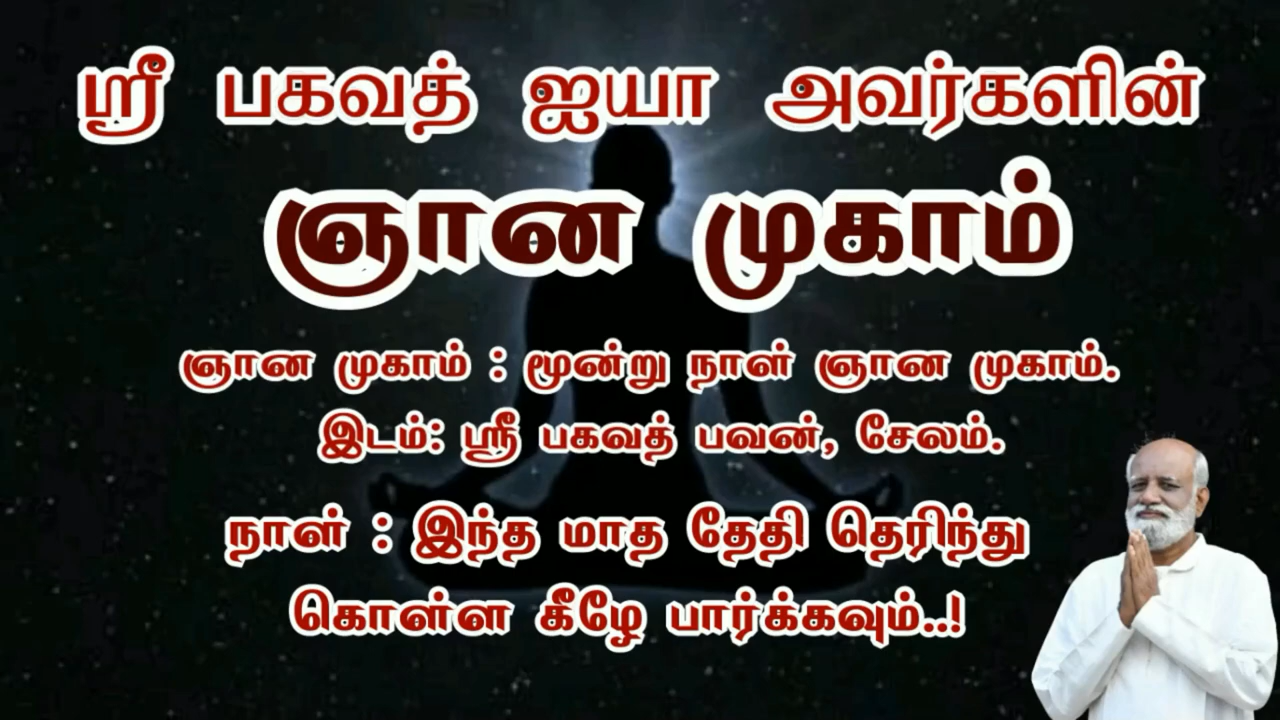 ஸ்ரீ பகவத் ஐயா அவர்களின்
ஞான முகாம்
ஞான முகாம் : மூன்று நாள் ஞான முகாம்.
இடம்: ஸ்ரீ பகவத் பவன், சேலம்.
நாள் : இந்த மாத தேதி தெரிந்து
கொள்ள கீழே பார்க்கவும்..!